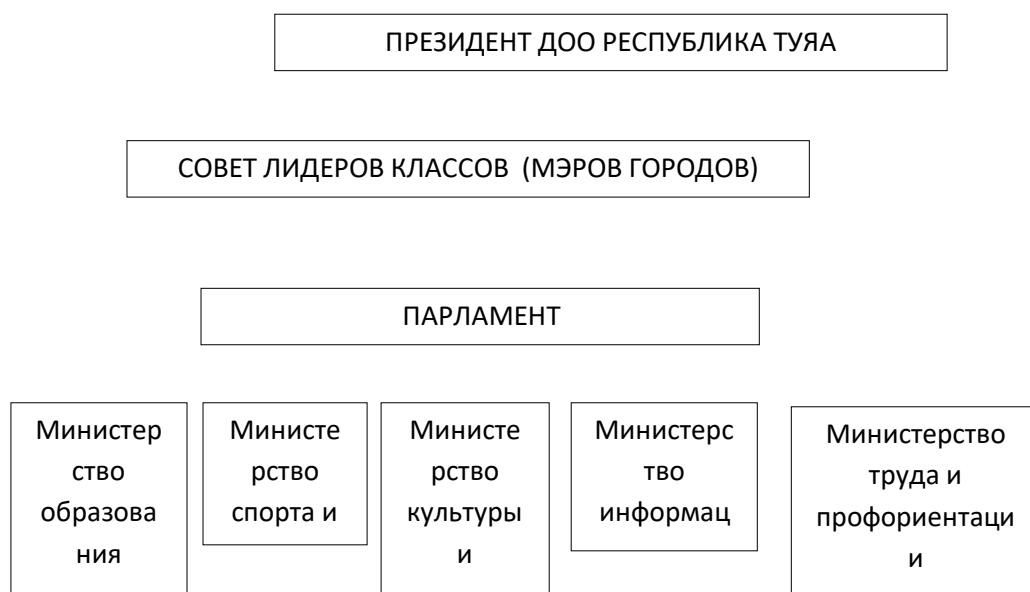 ПРЕЗИДЕНТ ДОО РЕСПУБЛИКА ТУЯА
СОВЕТ ЛИДЕРОВ КЛАССОВ (МЭРОВ ГОРОДОВ)
ПАРЛАМЕНТ
Министер
ство
образова
ния
Министе
рство
спорта и
Министе
рство
культуры
и
Министерс
тво
информац
Министерство
труда и
профориентаци
и